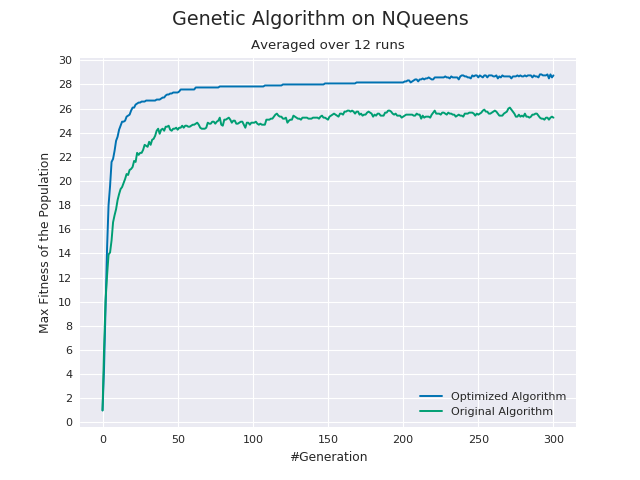 Genetic Algorithm on NQueens
Averaged over 12 runs
30
28
26
24
22
20
18
16
14
12
10
8
6
4
2
0
Max Fitness of the Population
Optimized Algorithm
Original Algorithm
0 50 100 150 200 250 300
#Generation